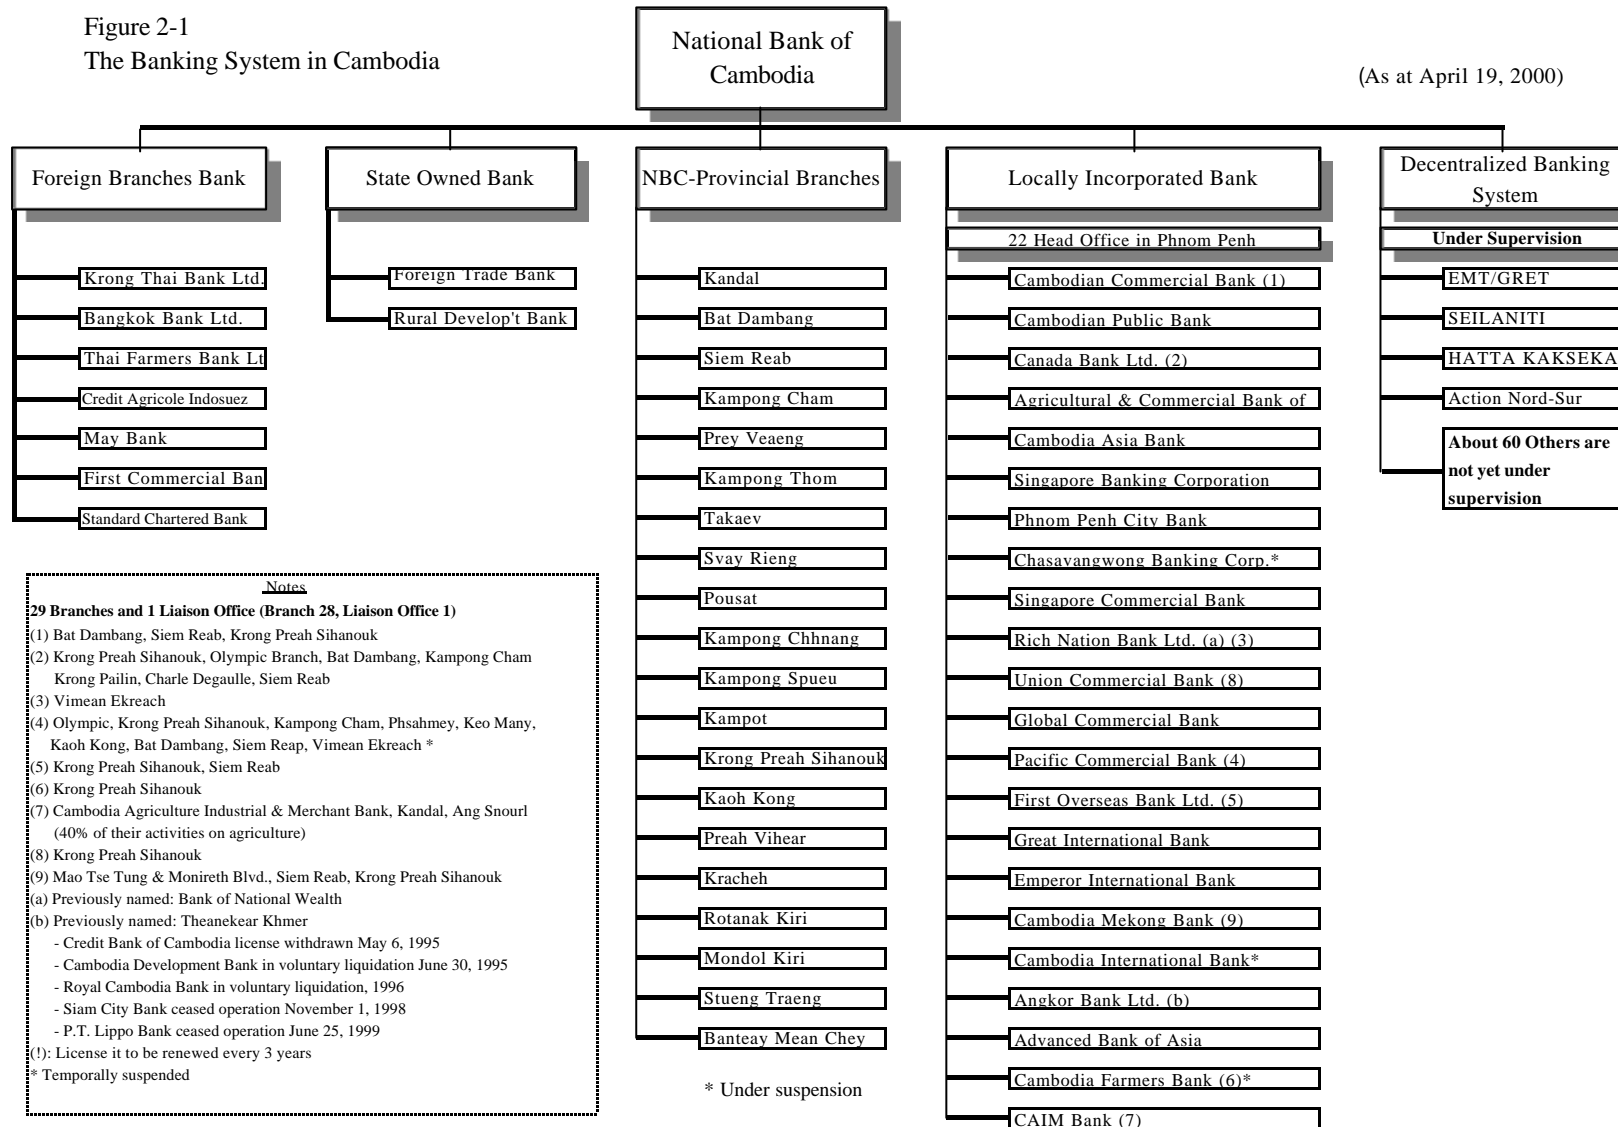 Figure 2-1
The Banking System in Cambodia
National Bank of
Cambodia
(As at April 19, 2000)
Foreign Branches Bank
Krong Thai Bank Ltd.
Bangkok Bank Ltd.
Thai Farmers Bank Lt
Credit Agricole Indosuez
May Bank
First Commercial Ban
Standard Chartered Bank
State Owned Bank
Foreign Trade Bank
Rural Develop't Bank
NBC-Provincial Branches
Kandal
Bat Dambang
Siem Reab
Kampong Cham
Prey Veaeng
Kampong Thom
Takaev
Svay Rieng
Pousat
Kampong Chhnang
Kampong Spueu
Kampot
Krong Preah Sihanouk
Kaoh Kong
Preah Vihear
Kracheh
Rotanak Kiri
Mondol Kiri
Stueng Traeng
Banteay Mean Chey
* Under suspension
Locally Incorporated Bank
22 Head Office in Phnom Penh
Cambodian Commercial Bank (1)
Cambodian Public Bank
Canada Bank Ltd. (2)
Agricultural & Commercial Bank of
Cambodia Asia Bank
Singapore Banking Corporation
Phnom Penh City Bank
Chasavangwong Banking Corp.*
Singapore Commercial Bank
Rich Nation Bank Ltd. (a) (3)
Union Commercial Bank (8)
Global Commercial Bank
Pacific Commercial Bank (4)
First Overseas Bank Ltd. (5)
Great International Bank
Emperor International Bank
Cambodia Mekong Bank (9)
Cambodia International Bank*
Angkor Bank Ltd. (b)
Advanced Bank of Asia
Cambodia Farmers Bank (6)*
CAIM Bank (7)
Decentralized Banking
System
Under Supervision
EMT/GRET
SEILANITI
HATTA KAKSEKA
Action Nord-Sur
About 60 Others are
not yet under
supervision
Notes
29 Branches and 1 Liaison Office (Branch 28, Liaison Office 1)
(1) Bat Dambang, Siem Reab, Krong Preah Sihanouk
(2) Krong Preah Sihanouk, Olympic Branch, Bat Dambang, Kampong Cham
Krong Pailin, Charle Degaulle, Siem Reab
(3) Vimean Ekreach
(4) Olympic, Krong Preah Sihanouk, Kampong Cham, Phsahmey, Keo Many,
Kaoh Kong, Bat Dambang, Siem Reap, Vimean Ekreach *
(5) Krong Preah Sihanouk, Siem Reab
(6) Krong Preah Sihanouk
(7) Cambodia Agriculture Industrial & Merchant Bank, Kandal, Ang Snourl
(40% of their activities on agriculture)
(8) Krong Preah Sihanouk
(9) Mao Tse Tung & Monireth Blvd., Siem Reab, Krong Preah Sihanouk
(a) Previously named: Bank of National Wealth
(b) Previously named: Theanekear Khmer
- Credit Bank of Cambodia license withdrawn May 6, 1995
- Cambodia Development Bank in voluntary liquidation June 30, 1995
- Royal Cambodia Bank in voluntary liquidation, 1996
- Siam City Bank ceased operation November 1, 1998
- P.T. Lippo Bank ceased operation June 25, 1999
(!): License it to be renewed every 3 years
* Temporally suspended